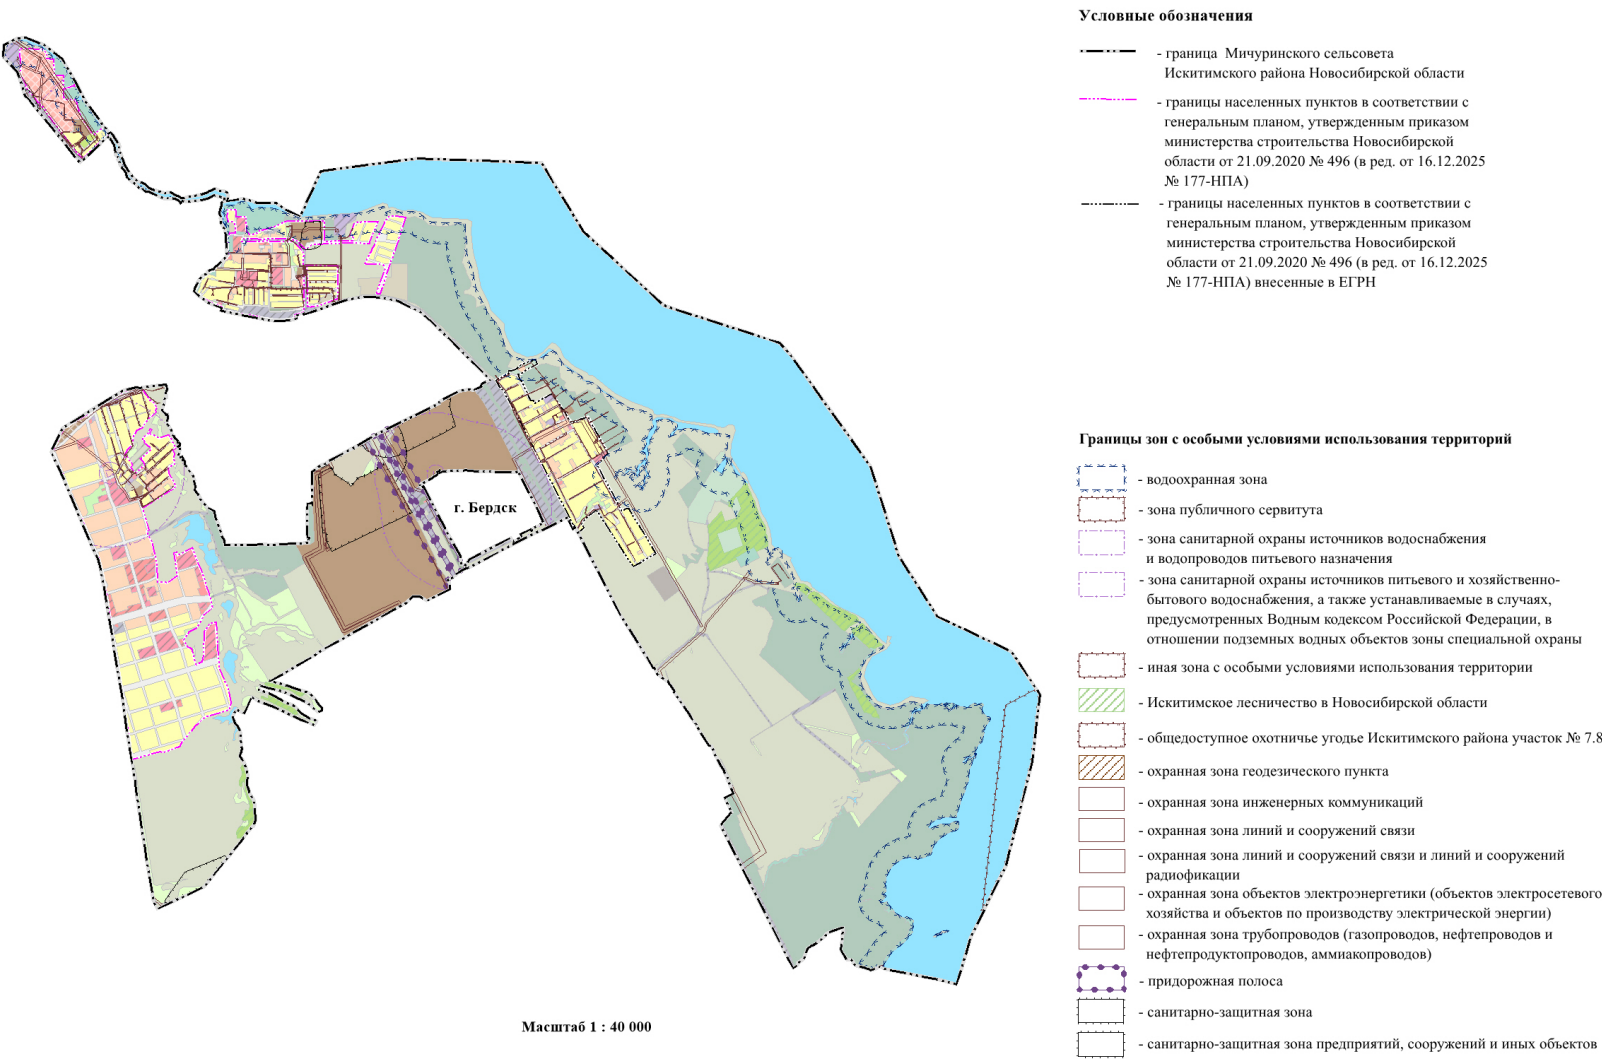 Условные обозначения
- граница Мичуринского сельсовета
Искитимского района Новосибирской области
- границы населенных пунктов в соответствии с
генеральным планом, утвержденным приказом
министерства строительства Новосибирской
области от 21.09.2020 № 496 (в ред. от 16.12.2025
№ 177-НПА)
- границы населенных пунктов в соответствии с
генеральным планом, утвержденным приказом
министерства строительства Новосибирской
области от 21.09.2020 № 496 (в ред. от 16.12.2025
№ 177-НПА) внесенные в ЕГРН
Границы зон с особыми условиями использования территорий
- водоохранная зона
- зона публичного сервитута
- зона санитарной охраны источников водоснабжения
и водопроводов питьевого назначения
- зона санитарной охраны источников питьевого и хозяйственно-
бытового водоснабжения, а также устанавливаемые в случаях,
предусмотренных Водным кодексом Российской Федерации, в
отношении подземных водных объектов зоны специальной охраны
- иная зона с особыми условиями использования территории
- Искитимское лесничество в Новосибирской области
- общедоступное охотничье угодье Искитимского района участок № 7.8
- охранная зона геодезического пункта
- охранная зона инженерных коммуникаций
- охранная зона линий и сооружений связи
- охранная зона линий и сооружений связи и линий и сооружений
радиофикации
- охранная зона объектов электроэнергетики (объектов электросетевого
хозяйства и объектов по производству электрической энергии)
- охранная зона трубопроводов (газопроводов, нефтепроводов и
нефтепродуктопроводов, аммиакопроводов)
- придорожная полоса
- санитарно-защитная зона
- санитарно-защитная зона предприятий, сооружений и иных объектов
г. Бердск
Масштаб 1 : 40 000